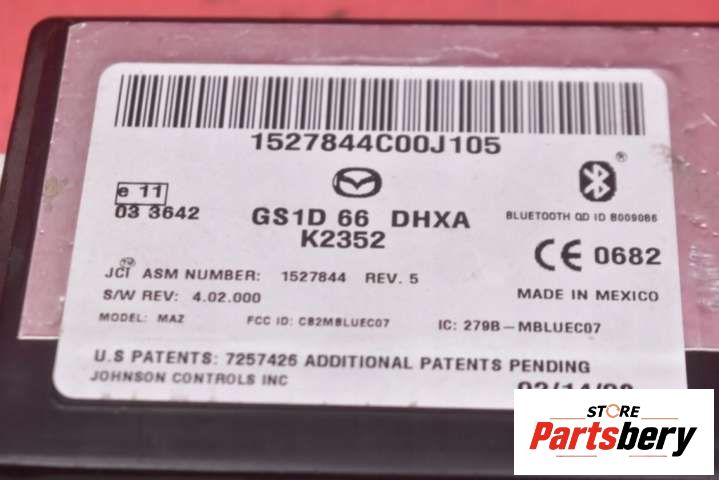 1527844C00J105
e 11
03 3642
GS1D 66 DHXA
K2352
BLUETOOTH QD ID B009086
CE 0682
JCI ASM NUMBER: 1527844 REV. 5
S/W REV: 4.02.000
MADE IN MEXICO
MODEL: MAZ FCC ID: CB2MBLUEC07 IC: 279B-MBLUEC07
U.S PATENTS: 7257426 ADDITIONAL PATENTS PENDING
JOHNSON CONTROLS INC
STORE
Partsbery